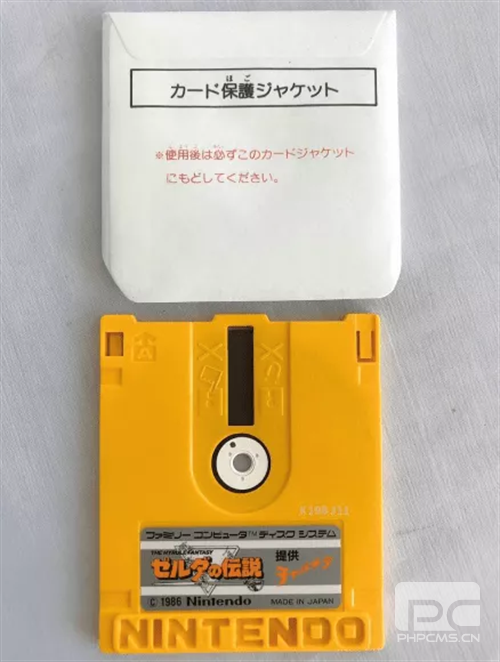 カード保護ジャケット
※使用後は必ずこのカードジャケット
にもどしてください。
A
ファミリー コンピュータ™ ディスク システム
THE HYRULE FANTASY
ゼルダの伝説
提供
© 1986 Nintendo
MADE IN JAPAN
NINTENDO
PC
PHPCMS.CN